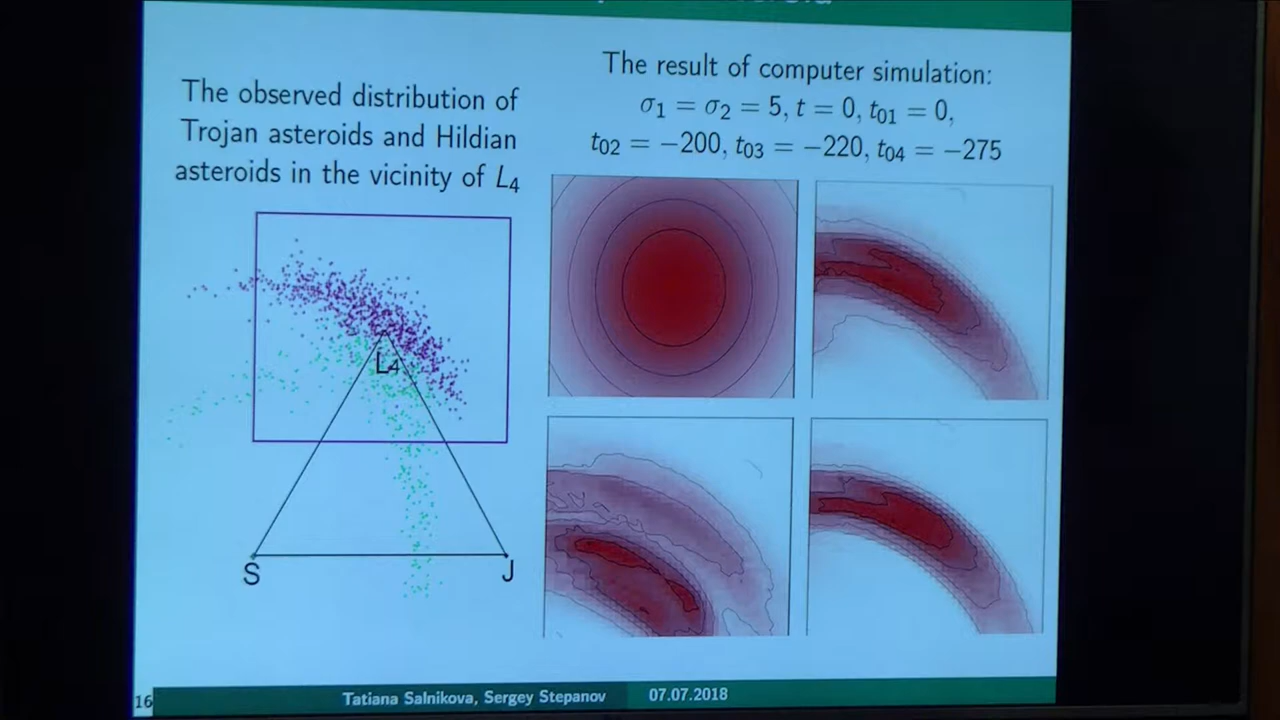 The observed distribution of
Trojan asteroids and Hildian
asteroids in the vicinity of L₄
The result of computer simulation:
σ₁ = σ₂ = 5, t = 0, t₀₁ = 0,
t₀₂ = −200, t₀₃ = −220, t₀₄ = −275
L₄
S
J
16
Tatiana Salnikova, Sergey Stepanov
07.07.2018